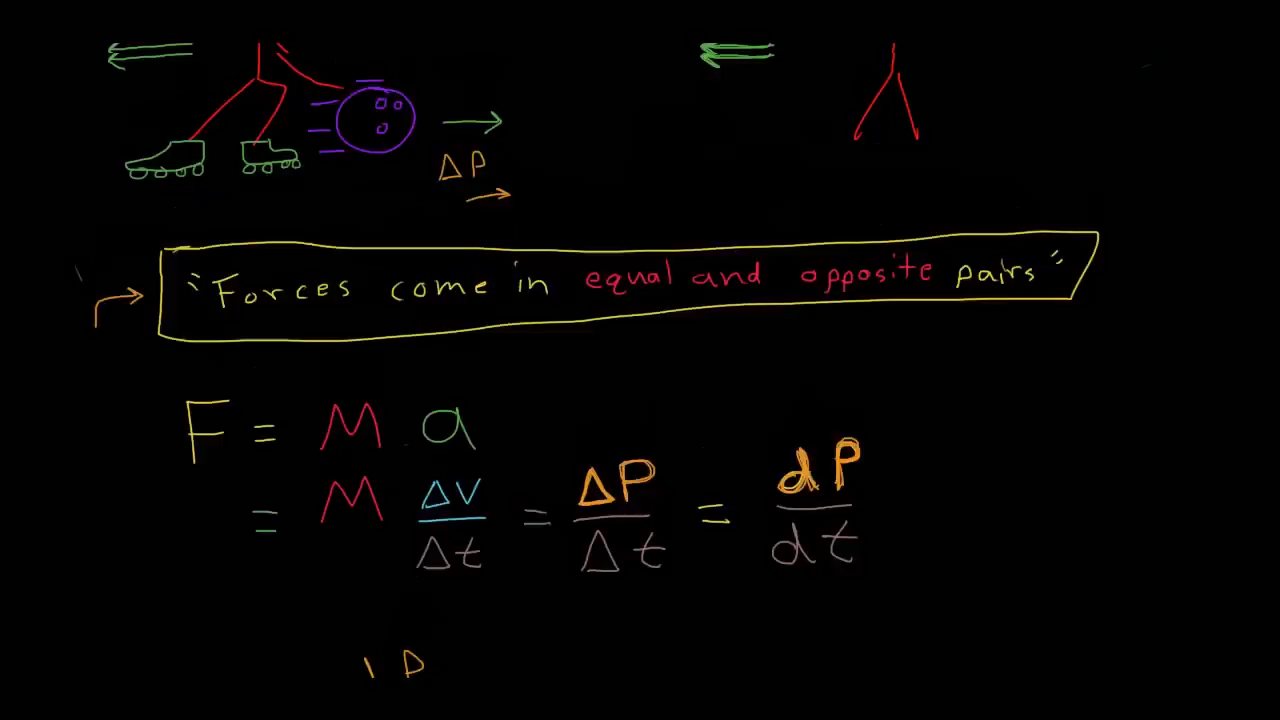 ΔP
"Forces come in equal and opposite pairs"
F = M a
= M ΔV/Δt = ΔP/Δt = dP/dt